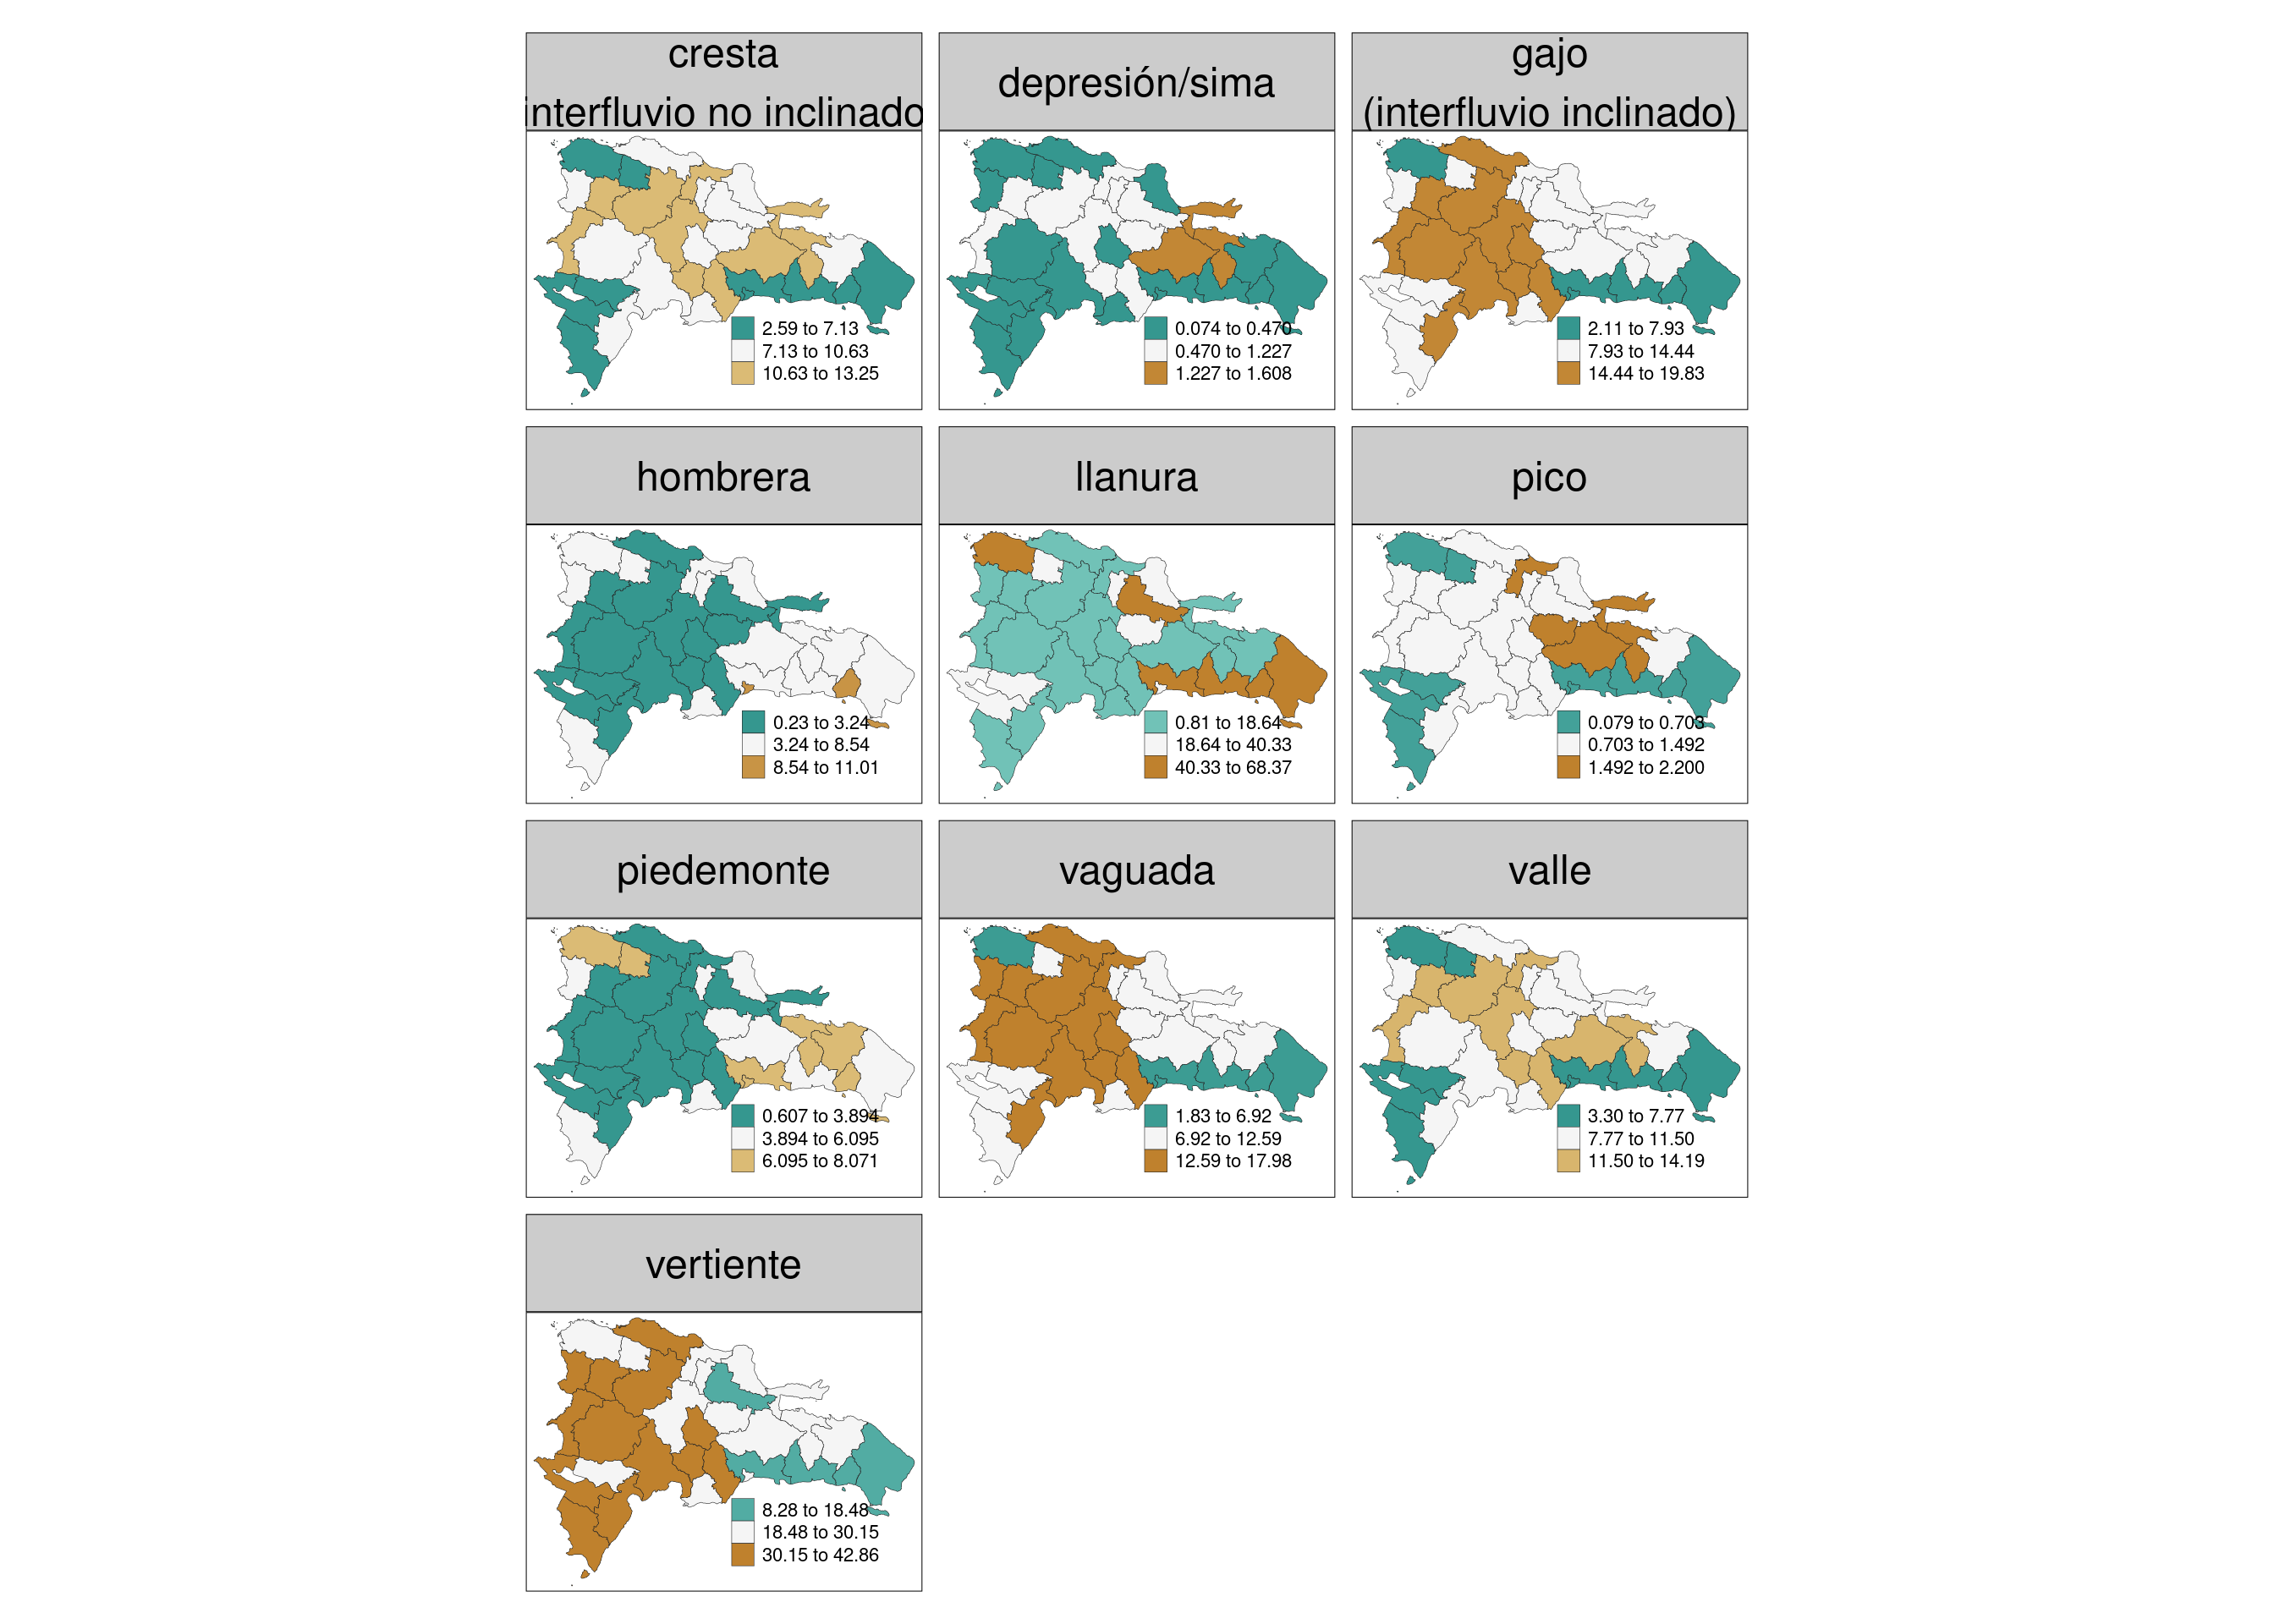 cresta
interfluvio no inclinado
depresión/sima
gajo
(interfluvio inclinado)
2.59 to 7.13
7.13 to 10.63
10.63 to 13.25
0.074 to 0.470
0.470 to 1.227
1.227 to 1.608
2.11 to 7.93
7.93 to 14.44
14.44 to 19.83
hombrera
llanura
pico
0.23 to 3.24
3.24 to 8.54
8.54 to 11.01
0.81 to 18.64
18.64 to 40.33
40.33 to 68.37
0.079 to 0.703
0.703 to 1.492
1.492 to 2.200
piedemonte
vaguada
valle
0.607 to 3.894
3.894 to 6.095
6.095 to 8.071
1.83 to 6.92
6.92 to 12.59
12.59 to 17.98
3.30 to 7.77
7.77 to 11.50
11.50 to 14.19
vertiente
8.28 to 18.48
18.48 to 30.15
30.15 to 42.86